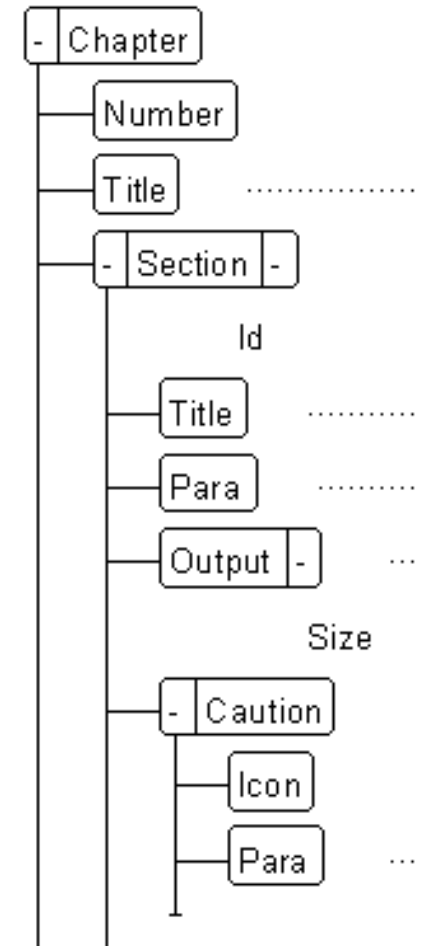 - Chapter
Number
Title ................
- Section -
Id
Title ...........
Para ..........
Output - ...
Size
- Caution
Icon
Para ...